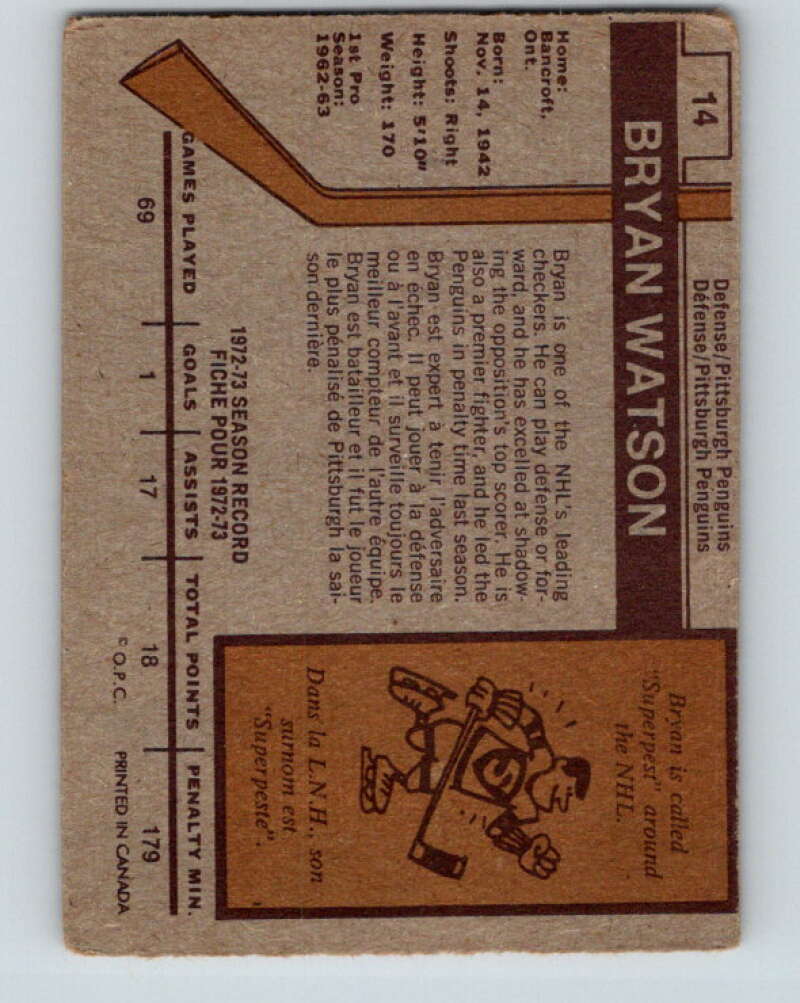 14
Defense/Pittsburgh Penguins
Défense/Pittsburgh Penguins
BRYAN WATSON
Home:
Bancroft,
Ont.
Born:
Nov. 14, 1942
Shoots: Right
Height: 5'10"
Weight: 170
1st Pro
Season:
1962-63
Bryan is one of the NHL's leading
checkers. He can play defense or for-
ward, and he has excelled at shadow-
ing the opposition's top scorer. He is
also a premier fighter, and he led the
Penguins in penalty time last season.
Bryan est expert à tenir l'adversaire
en échec. Il peut jouer à la défense
ou à l'avant et il surveille toujours le
meilleur compteur de l'autre équipe.
Bryan est batailleur et il fut le joueur
le plus pénalisé de Pittsburgh la sai-
son dernière.
Bryan is called
"Superpest" around
the NHL.
S
Dans la L.N.H., son
surnom est
"Superpeste".
1972-73 SEASON RECORD
FICHE POUR 1972-73
GAMES PLAYED GOALS ASSISTS TOTAL POINTS PENALTY MIN.
69 1 17 18 179
© O.P.C. PRINTED IN CANADA